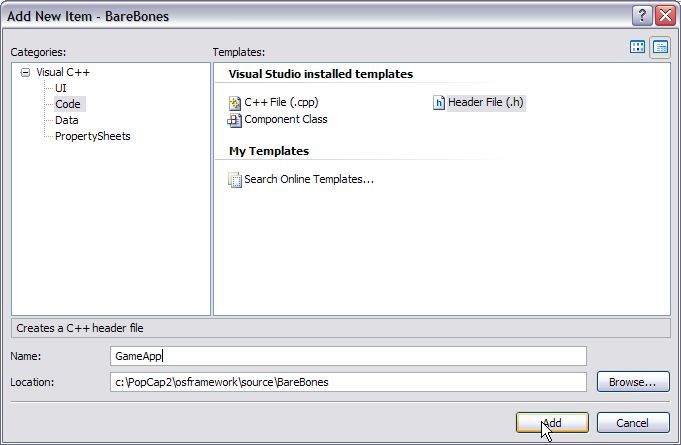 Add New Item - BareBones
Categories:
Templates:
Visual C++
UI
Code
Data
PropertySheets
Visual Studio installed templates
C++ File (.cpp)
Header File (.h)
Component Class
My Templates
Search Online Templates...
Creates a C++ header file
Name:
GameApp
Location:
c:\PopCap2\osframework\source\BareBones
Browse...
Add
Cancel